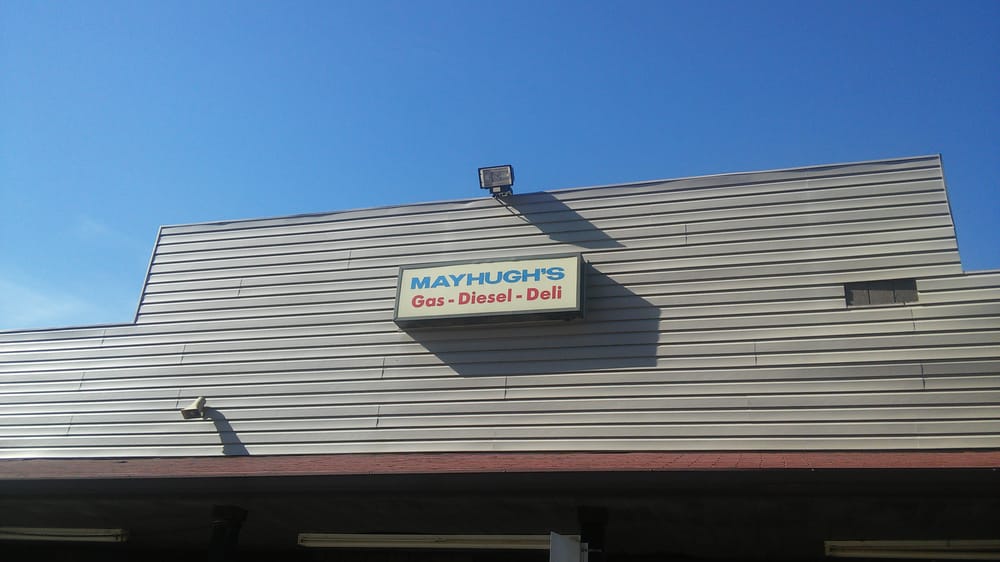 MAYHUGH'S
Gas - Diesel - Deli